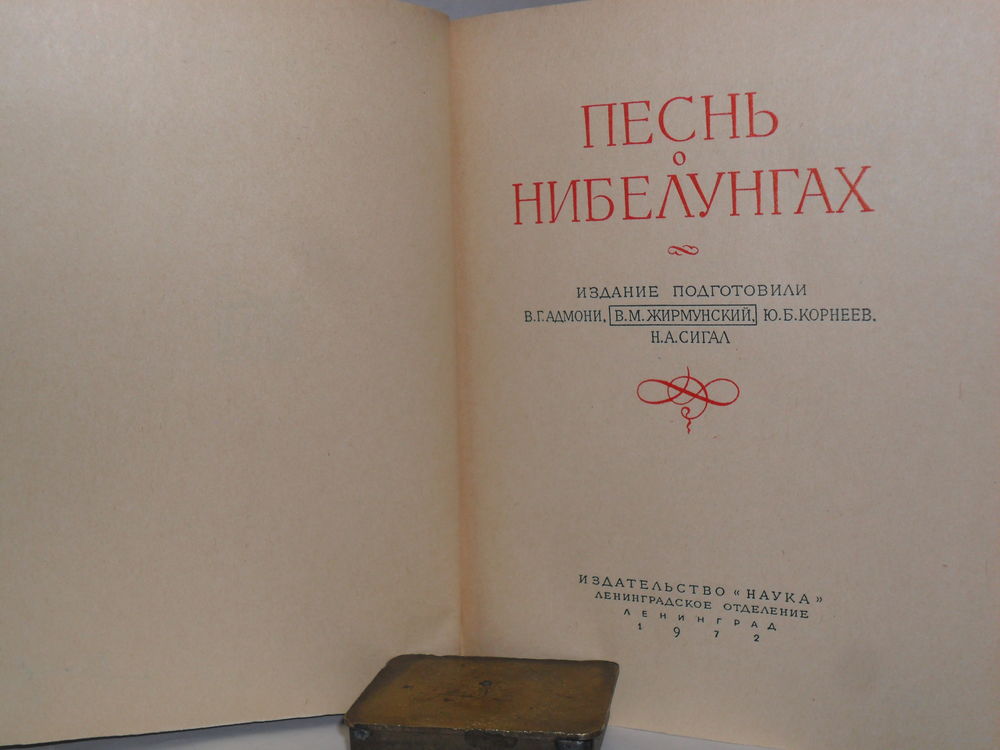 ПЕСНЬ
о
НИБЕЛУНГАХ
ИЗДАНИЕ ПОДГОТОВИЛИ
В.Г.АДМОНИ, В.М.ЖИРМУНСКИЙ, Ю.Б.КОРНЕЕВ,
Н.А.СИГАЛ
ИЗДАТЕЛЬСТВО «НАУКА»
ЛЕНИНГРАДСКОЕ ОТДЕЛЕНИЕ
ЛЕНИНГРАД
1972